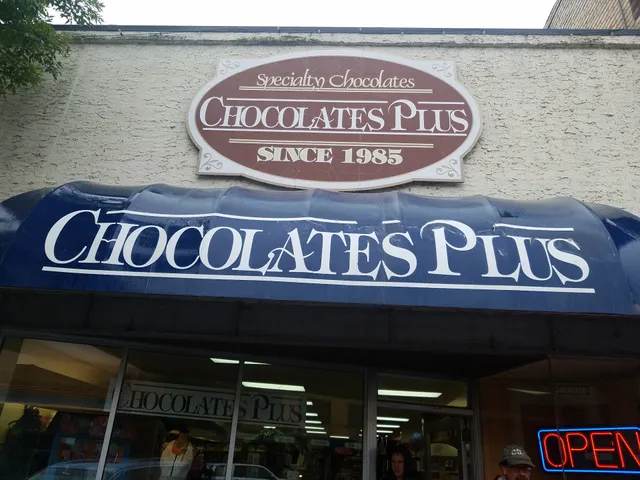 Specialty Chocolates
CHOCOLATES PLUS
SINCE 1985
CHOCOLATES PLUS
CHOCOLATES PLUS
OPEN